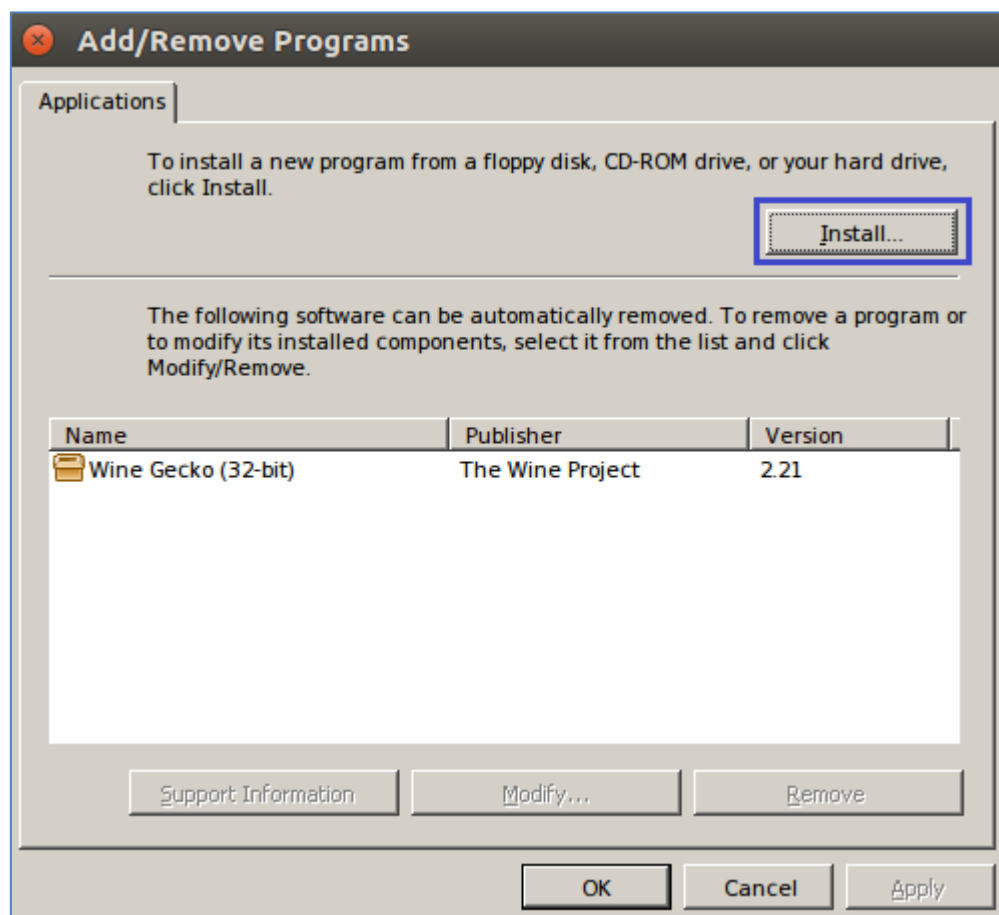 Add/Remove Programs
Applications
To install a new program from a floppy disk, CD-ROM drive, or your hard drive,
click Install.
Install...
The following software can be automatically removed. To remove a program or
to modify its installed components, select it from the list and click
Modify/Remove.
Name Publisher Version
Wine Gecko (32-bit) The Wine Project 2.21
Support Information Modify... Remove
OK Cancel Apply